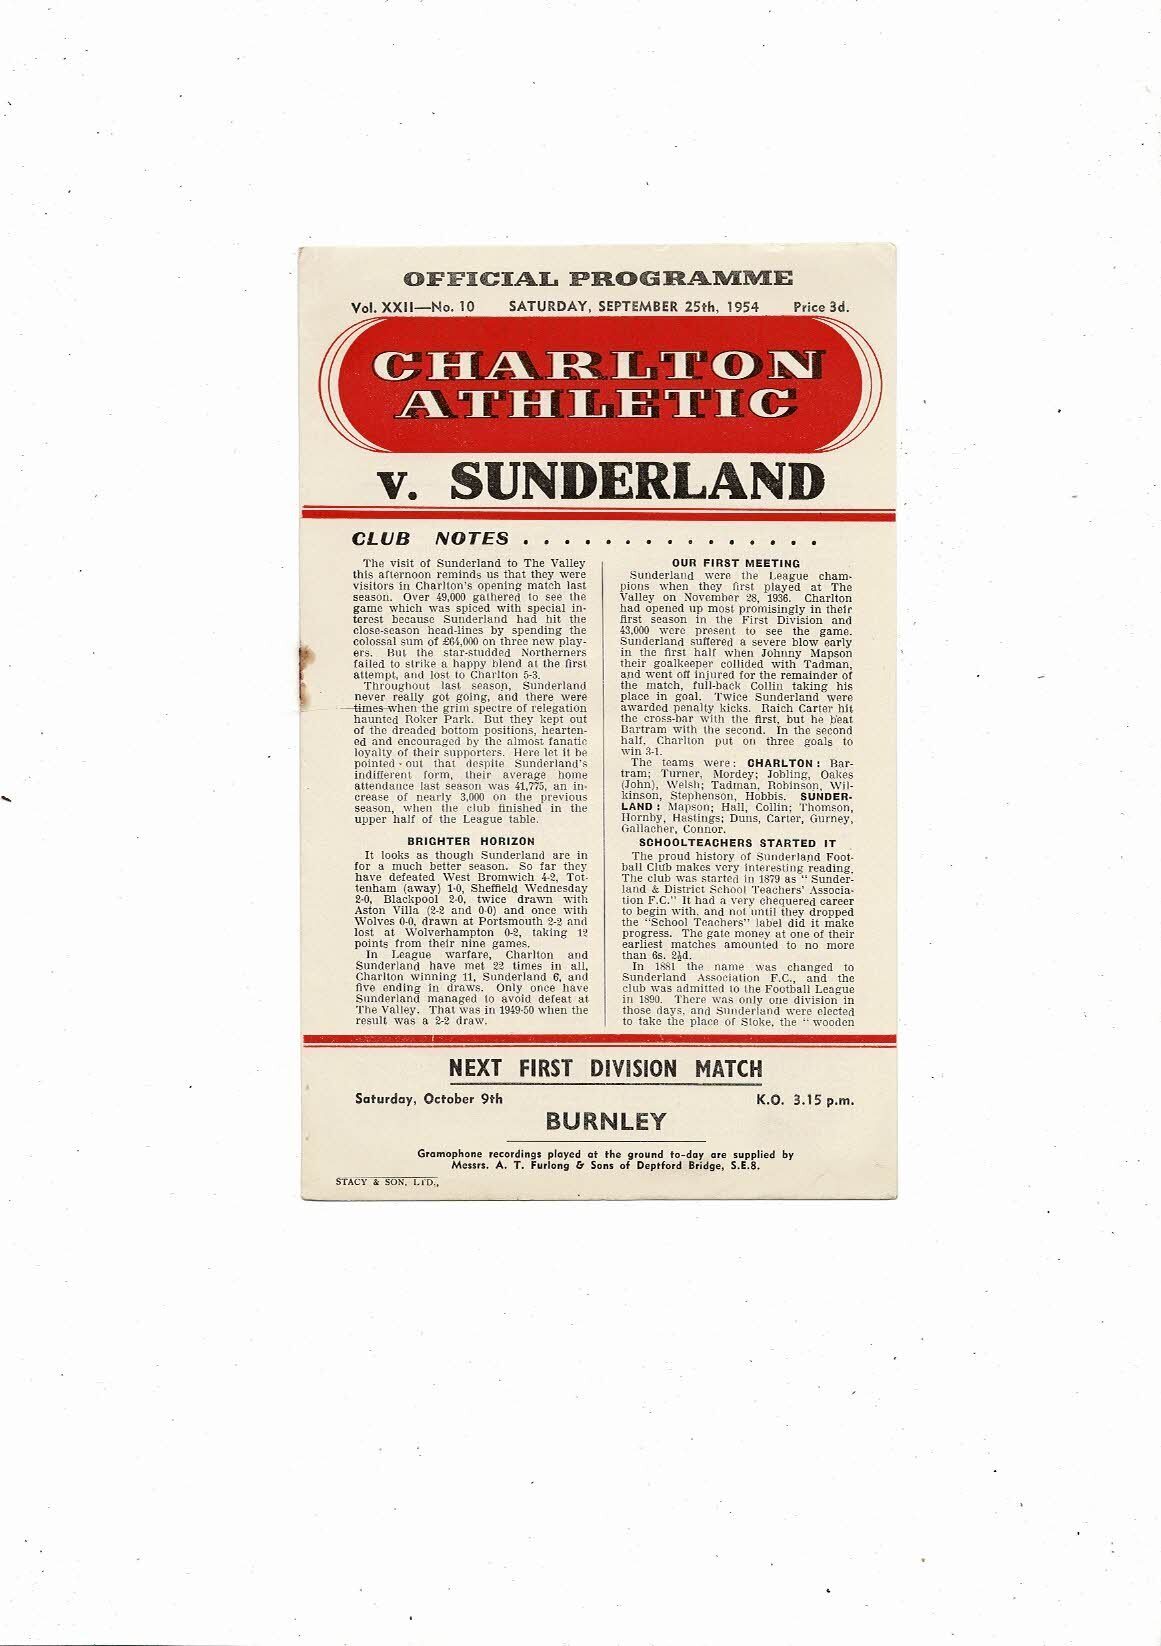 OFFICIAL PROGRAMME
Vol. XXII—No. 10 SATURDAY, SEPTEMBER 25th, 1954 Price 3d.
CHARLTON
ATHLETIC
v. SUNDERLAND
CLUB NOTES . . . . . . . . . . . . . . .
The visit of Sunderland to The Valley
this afternoon reminds us that they were
visitors in Charlton's opening match last
season. Over 49,000 gathered to see the
game which was spiced with special in-
terest because Sunderland had hit the
close-season head-lines by spending the
colossal sum of £64,000 on three new play-
ers. But the star-studded Northerners
failed to strike a happy blend at the first
attempt, and lost to Charlton 5-3.
Throughout last season, Sunderland
never really got going, and there were
times when the grim spectre of relegation
haunted Roker Park. But they kept out
of the dreaded bottom positions, hearten-
ed and encouraged by the almost fanatic
loyalty of their supporters. Here let it be
pointed out that despite Sunderland's
indifferent form, their average home
attendance last season was 41,775, an in-
crease of nearly 3,000 on the previous
season, when the club finished in the
upper half of the League table.
BRIGHTER HORIZON
It looks as though Sunderland are in
for a much better season. So far they
have defeated West Bromwich 4-2, Tot-
tenham (away) 1-0, Sheffield Wednesday
2-0, Blackpool 2-0, twice drawn with
Aston Villa (2-2 and 0-0) and once with
Wolves 0-0, drawn at Portsmouth 2-2 and
lost at Wolverhampton 0-2, taking 12
points from their nine games.
In League warfare, Charlton and
Sunderland have met 22 times in all,
Charlton winning 11, Sunderland 6, and
five ending in draws. Only once have
Sunderland managed to avoid defeat at
The Valley. That was in 1949-50 when the
result was a 2-2 draw.
OUR FIRST MEETING
Sunderland were the League cham-
pions when they first played at The
Valley on November 28, 1936. Charlton
had opened up most promisingly in their
first season in the First Division and
43,000 were present to see the game.
Sunderland suffered a severe blow early
in the first half when Johnny Mapson
their goalkeeper collided with Tadman,
and went off injured for the remainder of
the match, full-back Collin taking his
place in goal. Twice Sunderland were
awarded penalty kicks. Raich Carter hit
the cross-bar with the first, but he beat
Bartram with the second. In the second
half, Charlton put on three goals to
win 3-1.
The teams were: CHARLTON: Bar-
tram; Turner, Mordey; Jobling, Oakes
(John), Welsh; Tadman, Robinson, Wil-
kinson, Stephenson, Hobbis. SUNDER-
LAND: Mapson; Hall, Collin; Thomson,
Hornby, Hastings; Duns, Carter, Gurney,
Gallacher, Connor.
SCHOOLTEACHERS STARTED IT
The proud history of Sunderland Foot-
ball Club makes very interesting reading.
The club was started in 1879 as "Sunder-
land & District School Teachers' Associa-
tion F.C." It had a very chequered career
to begin with, and not until they dropped
the "School Teachers" label did it make
progress. The gate money at one of their
earliest matches amounted to no more
than 6s. 2½d.
In 1881 the name was changed to
Sunderland Association F.C., and the
club was admitted to the Football League
in 1890. There was only one division in
those days, and Sunderland were elected
to take the place of Stoke, the "wooden
NEXT FIRST DIVISION MATCH
Saturday, October 9th K.O. 3.15 p.m.
BURNLEY
Gramophone recordings played at the ground to-day are supplied by
Messrs. A. T. Furlong & Sons of Deptford Bridge, S.E.8.
STACY & SON, LTD.,